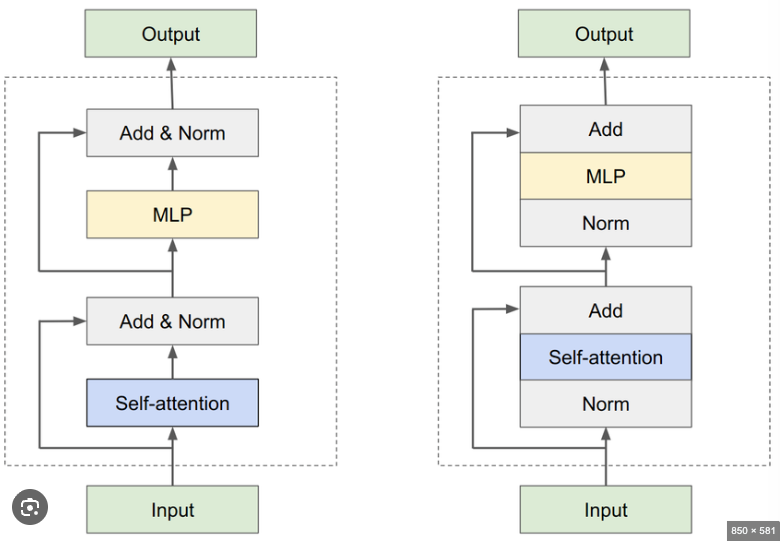 Output
Add & Norm
MLP
Add & Norm
Self-attention
Input
Output
Add
MLP
Norm
Add
Self-attention
Norm
Input
850 × 581